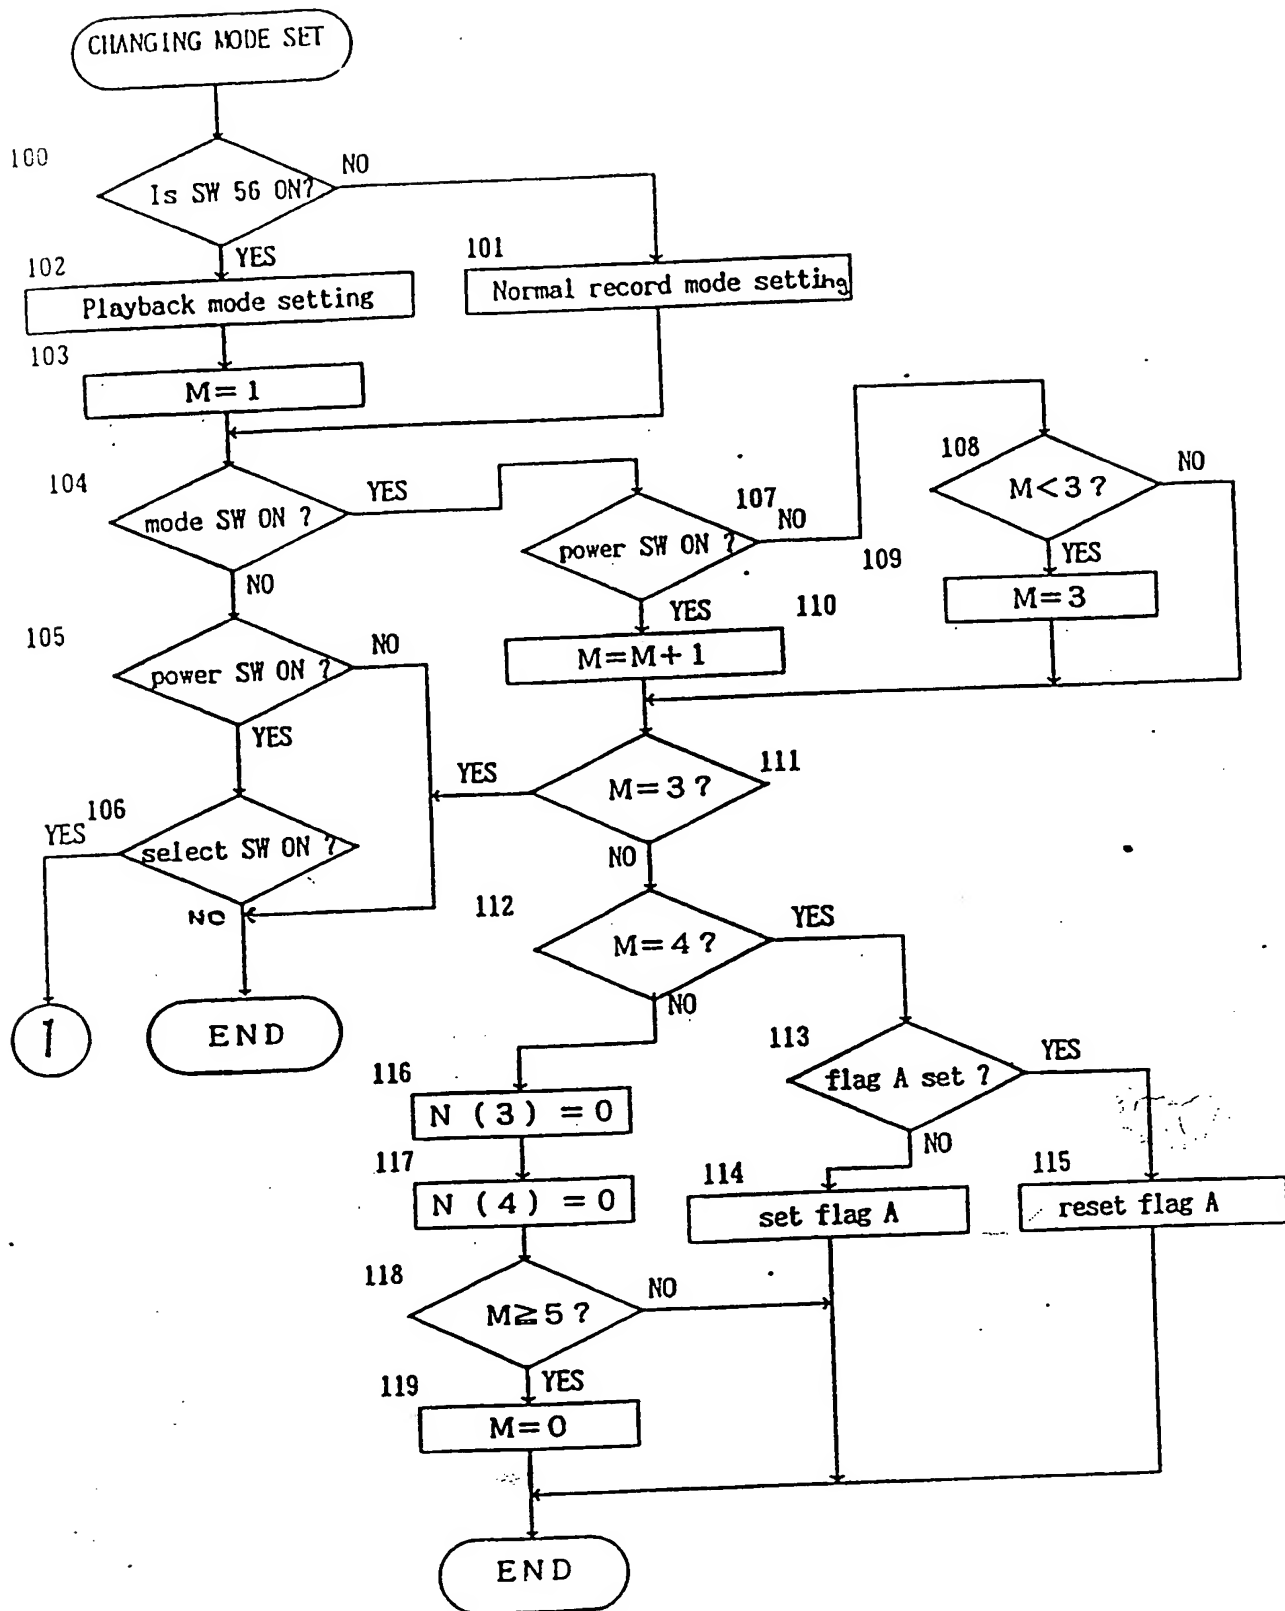 CHANGING MODE SET
100
Is SW 56 ON?
NO
YES
102
Playback mode setting
101
Normal record mode setting
103
M=1
104
mode SW ON ?
YES
NO
107
power SW ON ?
NO
YES
108
M<3?
NO
YES
109
M=3
110
M=M+1
105
power SW ON ?
NO
YES
106
select SW ON ?
YES
NO
1
END
111
M=3?
YES
NO
112
M=4?
YES
NO
113
flag A set ?
YES
NO
114
set flag A
115
reset flag A
116
N (3) =0
117
N (4) =0
118
M≧5?
NO
YES
119
M=0
END